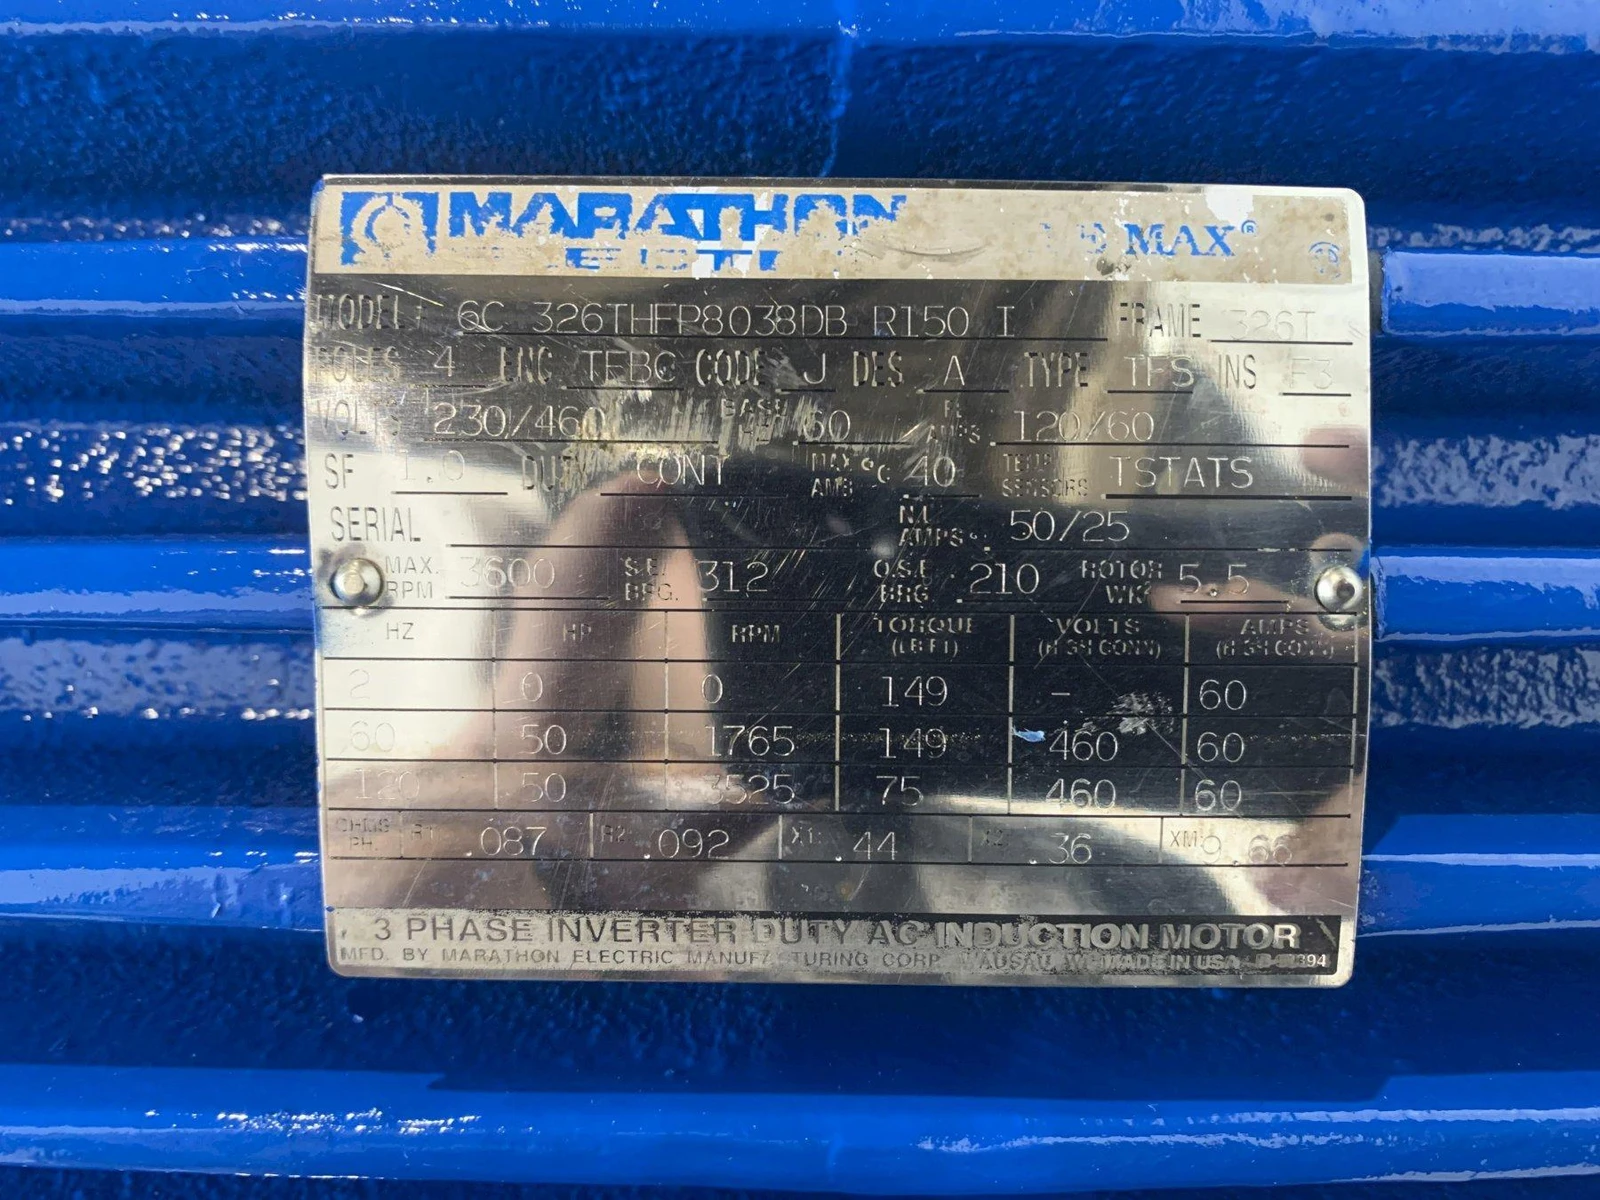 MARATHON
MAX®
MODEL 6C 326THFP8038DB R150 I FRAME 326T
POLES 4 ENC TEBC CODE J DES A TYPE TFS INS F3
VOLTS 230/460 BASE HZ 60 F.L. AMPS 120/60
SF 1.0 DUTY CONT MAX AMB °C 40 TEMP SENSORS TSTATS
SERIAL N.L. AMPS 50/25
MAX. RPM 3600 S.E. BRG. 312 O.S.E. BRG. 210 ROTOR WK² 5.5
HZ HP RPM TORQUE (LB FT) VOLTS (HIGH CONN) AMPS (HIGH CONN)
2 0 0 149 - 60
60 50 1765 149 460 60
120 50 3525 75 460 60
OHMS PH. R1: .087 R2: .092 X1: .44 X2: .36 XM: 9.66
3 PHASE INVERTER DUTY AC INDUCTION MOTOR
MFD. BY MARATHON ELECTRIC MANUFACTURING CORP. WAUSAU, WI MADE IN USA